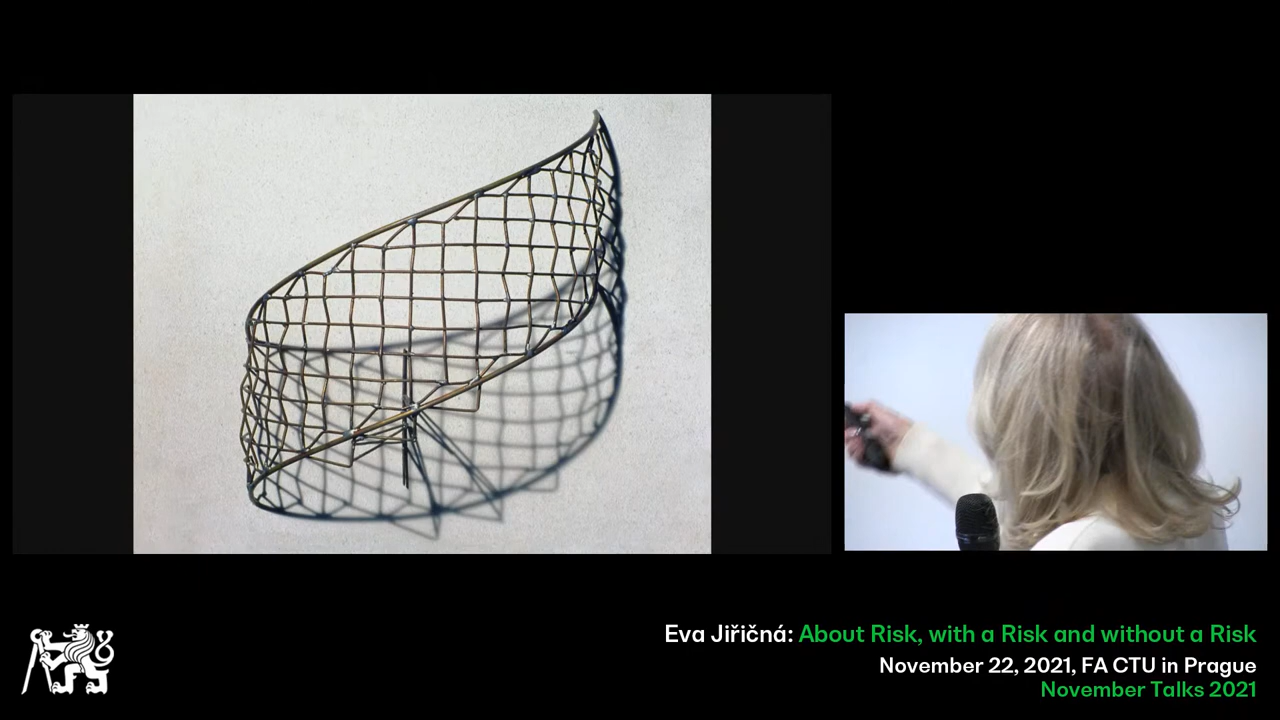 Eva Jiřičná: About Risk, with a Risk and without a Risk
November 22, 2021, FA CTU in Prague
November Talks 2021